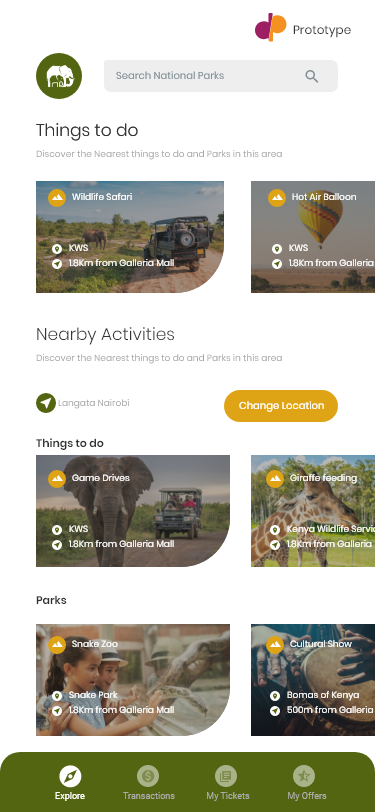 Prototype
Search National Parks
Things to do
Discover the Nearest things to do and Parks in this area
Wildlife Safari
KWS
1.8Km from Galleria Mall
Hot Air Balloon
KWS
1.8Km from Galleria
Nearby Activities
Discover the Nearest things to do and Parks in this area
Langata Nairobi
Change Location
Things to do
Game Drives
KWS
1.8Km from Galleria Mall
Giraffe feeding
Kenya Wildlife Servic
1.8Km from Galleria
Parks
Snake Zoo
Snake Park
1.8Km from Galleria Mall
Cultural Show
Bomas of Kenya
500m from Galleria
Explore
Transactions
My Tickets
My Offers